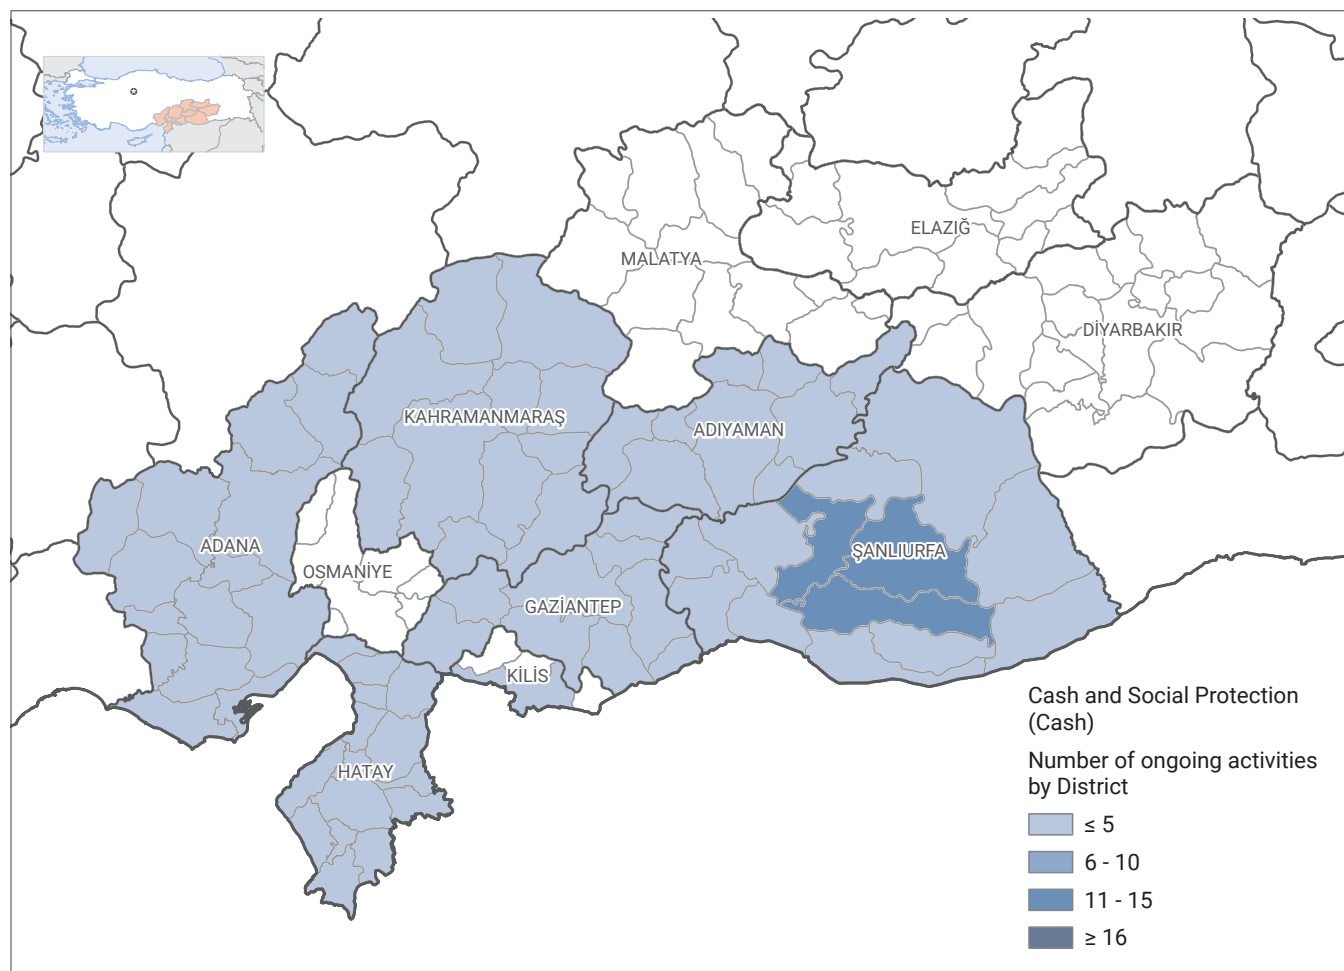 ELAZIĞ
MALATYA
DİYARBAKIR
KAHRAMANMARAŞ
ADIYAMAN
ADANA
ŞANLIURFA
OSMANİYE
GAZİANTEP
KİLİS
HATAY
Cash and Social Protection
(Cash)
Number of ongoing activities
by District
≤ 5
6 - 10
11 - 15
≥ 16